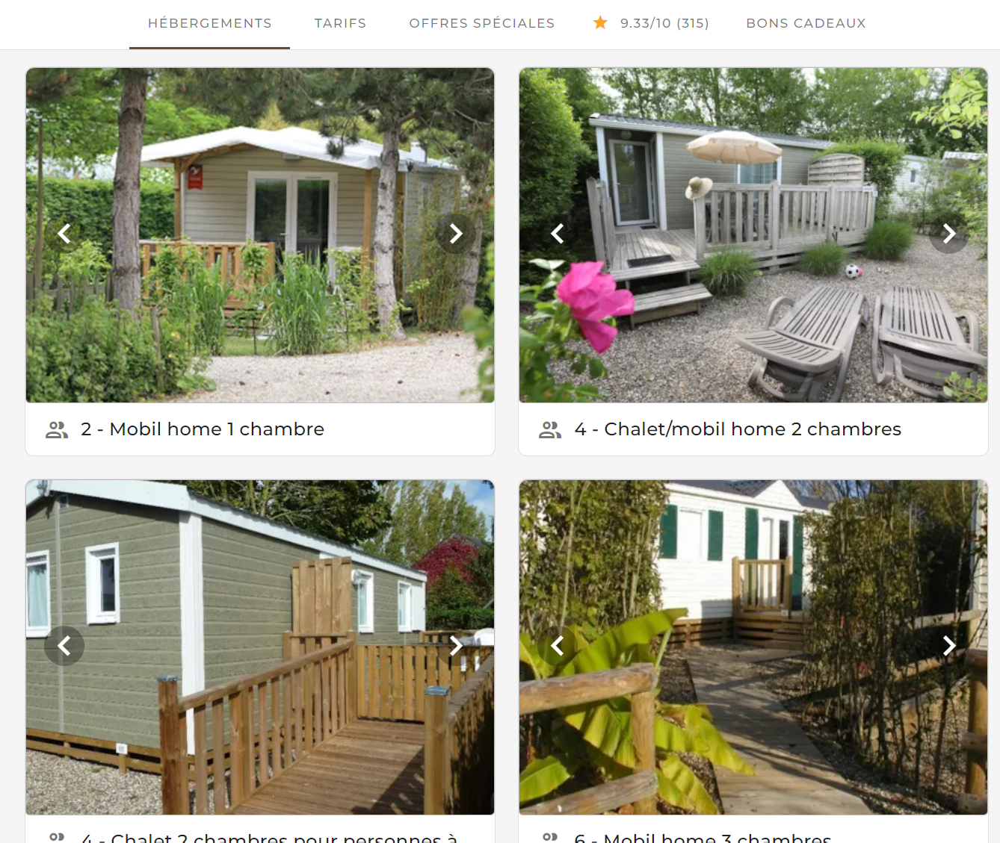 HÉBERGEMENTS TARIFS OFFRES SPÉCIALES 9.33/10 (315) BONS CADEAUX
2 - Mobil home 1 chambre
4 - Chalet/mobil home 2 chambres
4 - Chalet 2 chambres pour personnes à
6 - Mobil home 3 chambres